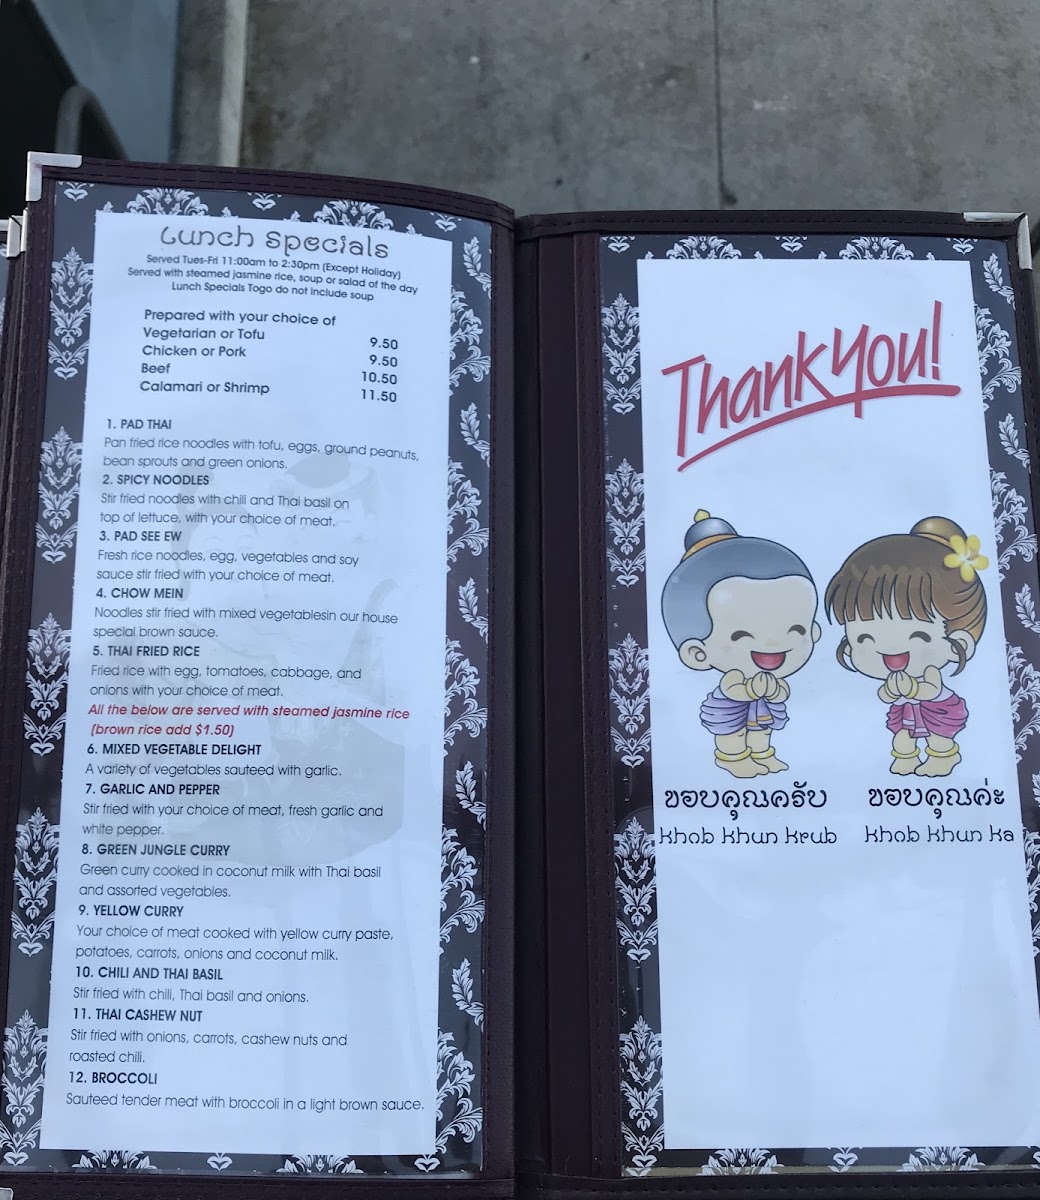 Lunch Specials
Served Tues-Fri 11:00am to 2:30pm (Except Holiday)
Served with steamed jasmine rice, soup or salad of the day
Lunch Specials Togo do not include soup
Prepared with your choice of
Vegetarian or Tofu 9.50
Chicken or Pork 9.50
Beef 10.50
Calamari or Shrimp 11.50
1. PAD THAI
Pan fried rice noodles with tofu, eggs, ground peanuts,
bean sprouts and green onions.
2. SPICY NOODLES
Stir fried noodles with chili and Thai basil on
top of lettuce, with your choice of meat.
3. PAD SEE EW
Fresh rice noodles, egg, vegetables and soy
sauce stir fried with your choice of meat.
4. CHOW MEIN
Noodles stir fried with mixed vegetablesin our house
special brown sauce.
5. THAI FRIED RICE
Fried rice with egg, tomatoes, cabbage, and
onions with your choice of meat.
All the below are served with steamed jasmine rice
(brown rice add $1.50)
6. MIXED VEGETABLE DELIGHT
A variety of vegetables sauteed with garlic.
7. GARLIC AND PEPPER
Stir fried with your choice of meat, fresh garlic and
white pepper.
8. GREEN JUNGLE CURRY
Green curry cooked in coconut milk with Thai basil
and assorted vegetables.
9. YELLOW CURRY
Your choice of meat cooked with yellow curry paste,
potatoes, carrots, onions and coconut milk.
10. CHILI AND THAI BASIL
Stir fried with chili, Thai basil and onions.
11. THAI CASHEW NUT
Stir fried with onions, carrots, cashew nuts and
roasted chili.
12. BROCCOLI
Sauteed tender meat with broccoli in a light brown sauce.
Thank You!
ขอบคุณครับ ขอบคุณค่ะ
Khob Khun Krub Khob Khun Ka